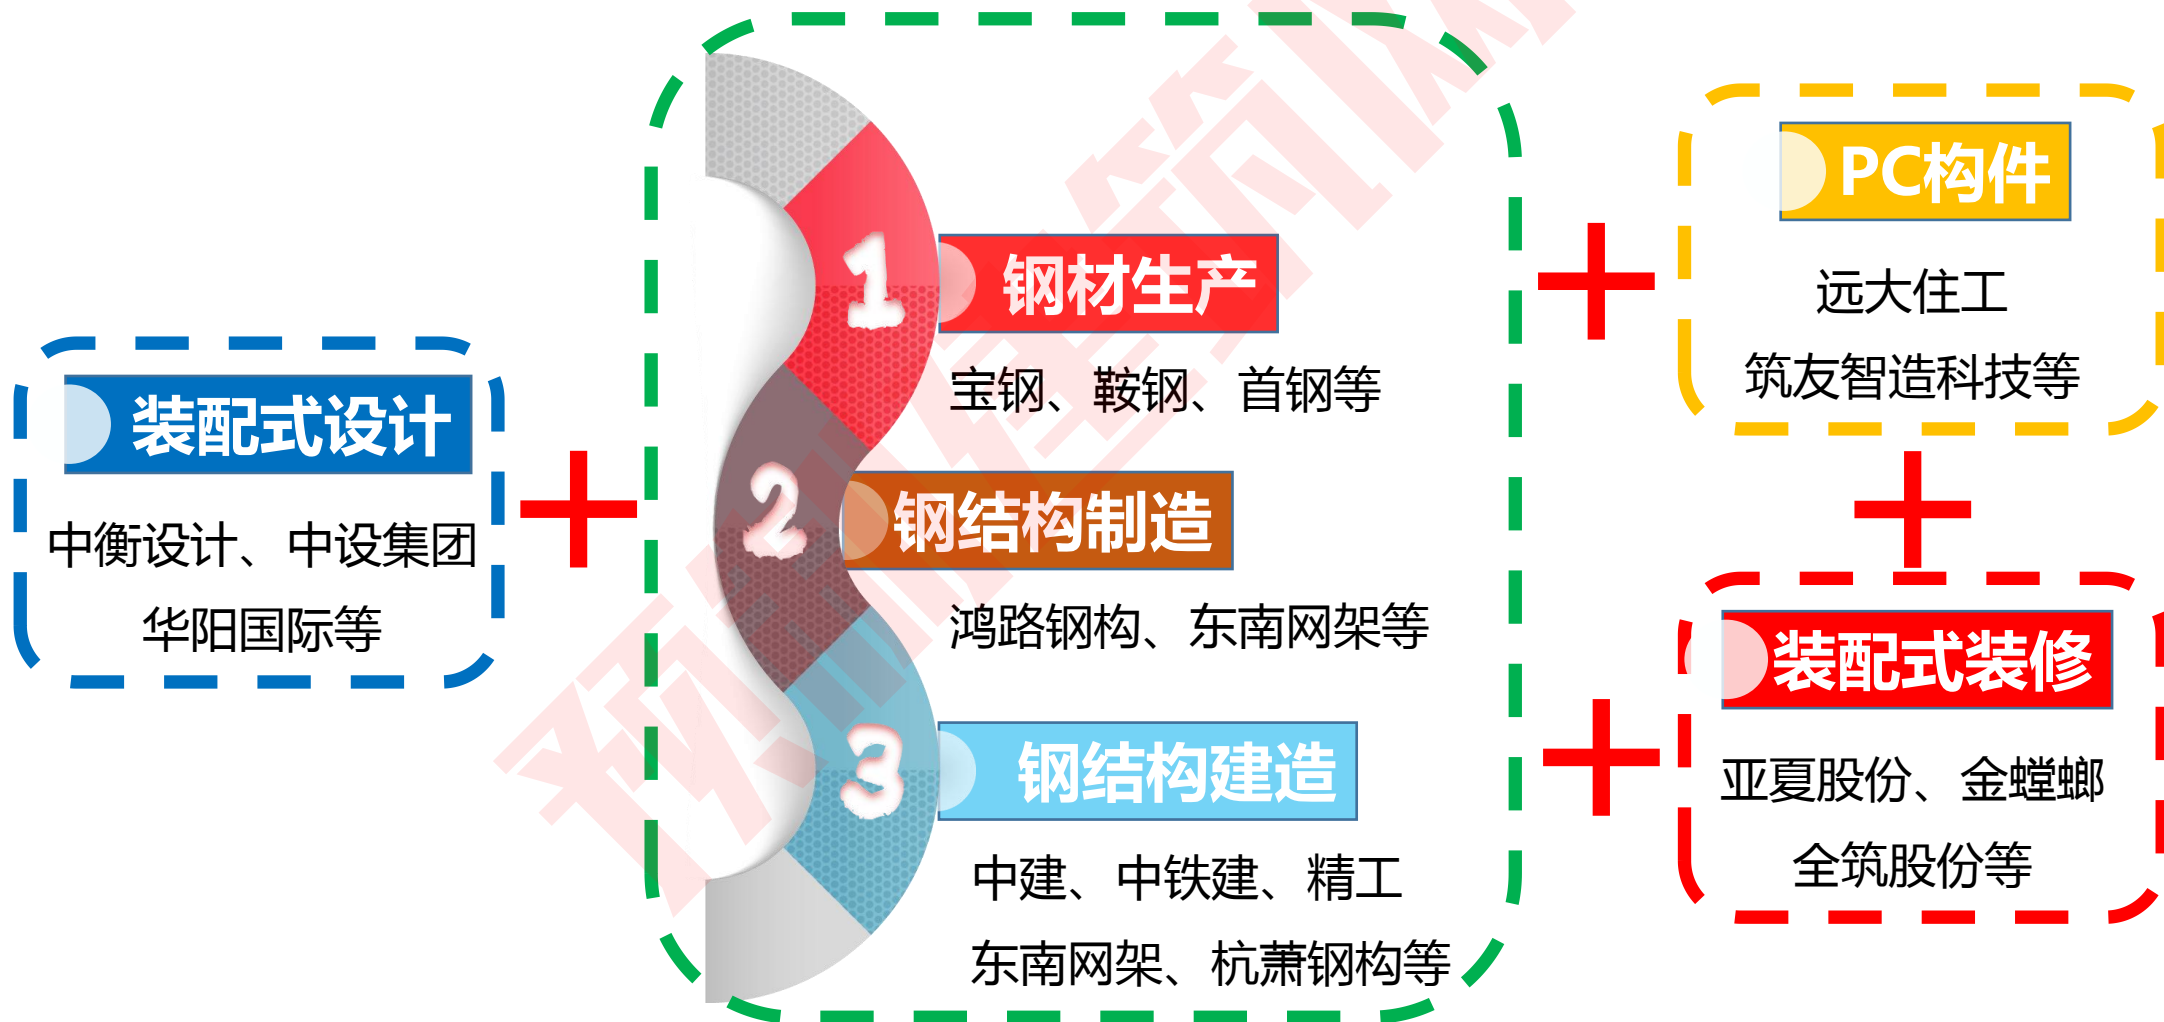 装配式设计
中衡设计、中设集团
华阳国际等
1
钢材生产
宝钢、鞍钢、首钢等
2
钢结构制造
鸿路钢构、东南网架等
3
钢结构建造
中建、中铁建、精工
东南网架、杭萧钢构等
PC构件
远大住工
筑友智造科技等
装配式装修
亚夏股份、金螳螂
全筑股份等
预制建筑网